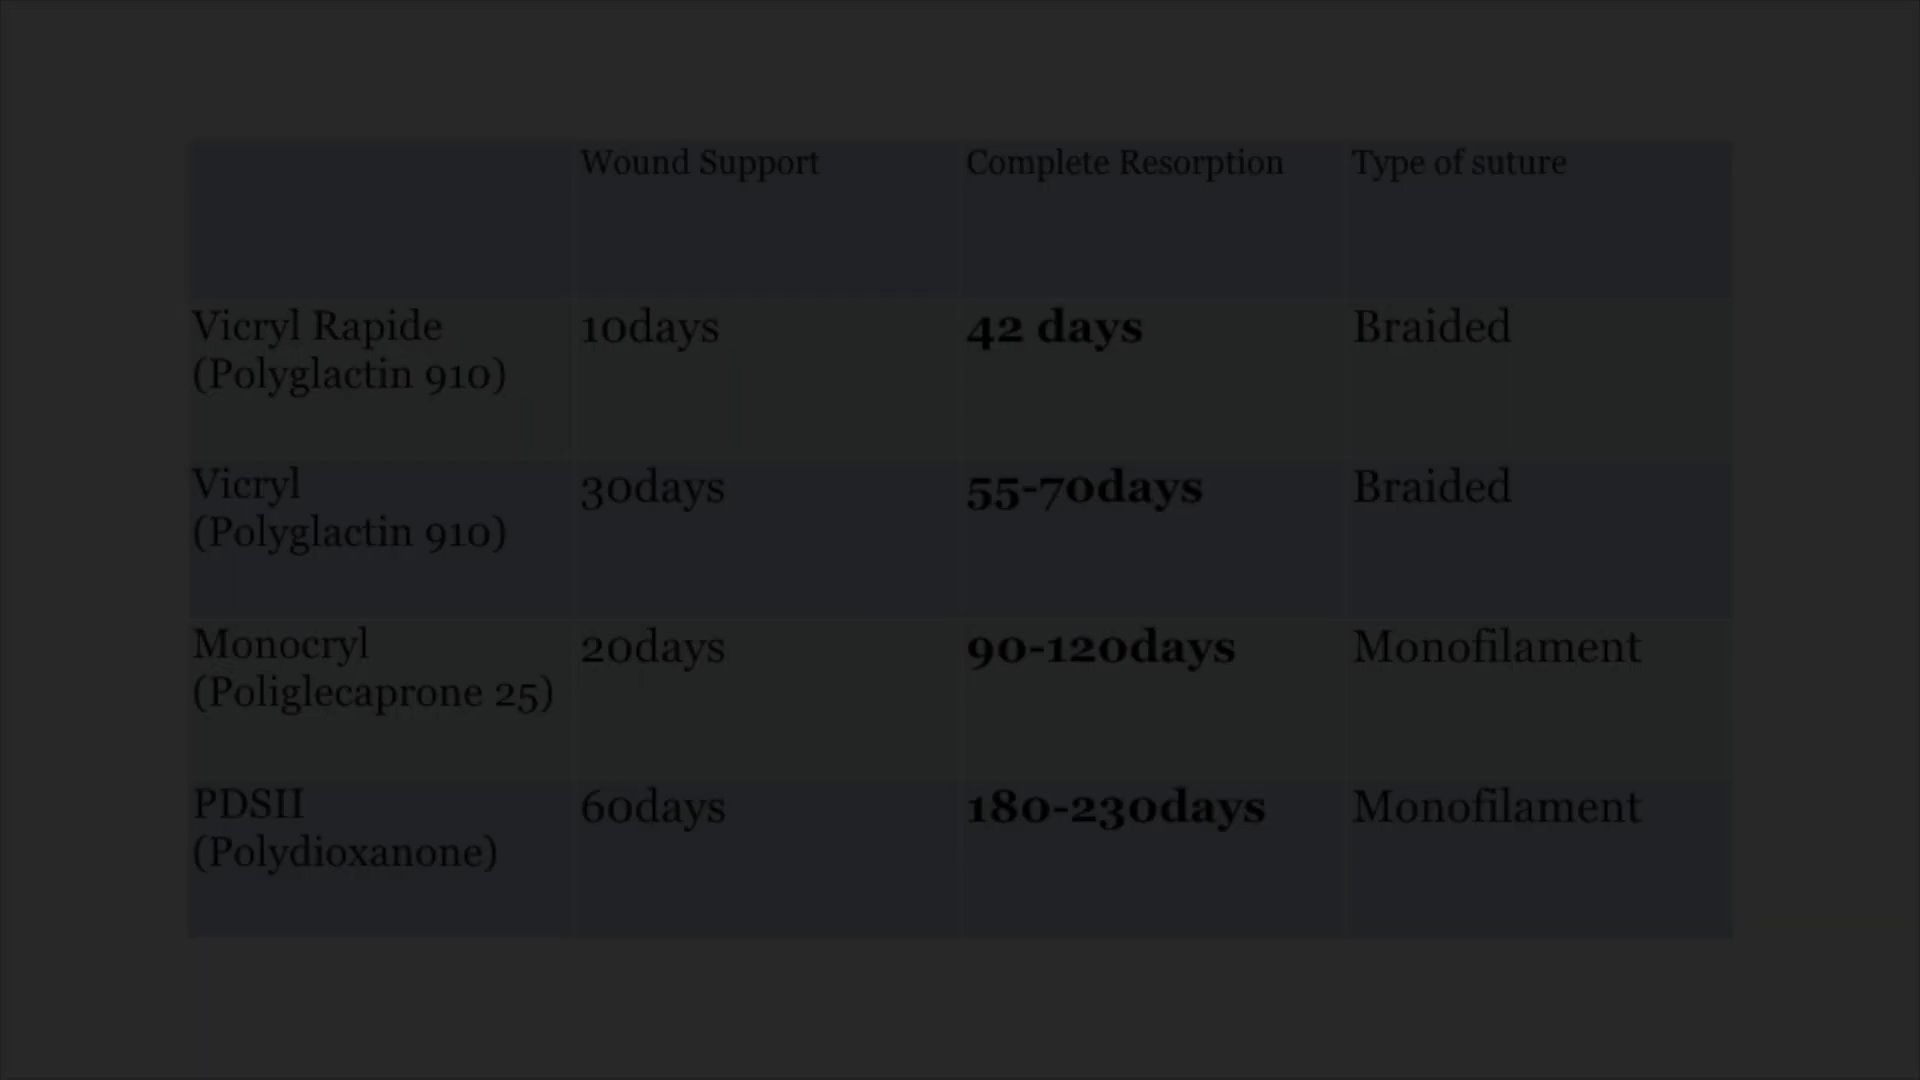 Wound Support Complete Resorption Type of suture
Vicryl Rapide 10days 42 days Braided
(Polyglactin 910)
Vicryl 30days 55-70days Braided
(Polyglactin 910)
Monocryl 20days 90-120days Monofilament
(Poliglecaprone 25)
PDSII 60days 180-230days Monofilament
(Polydioxanone)